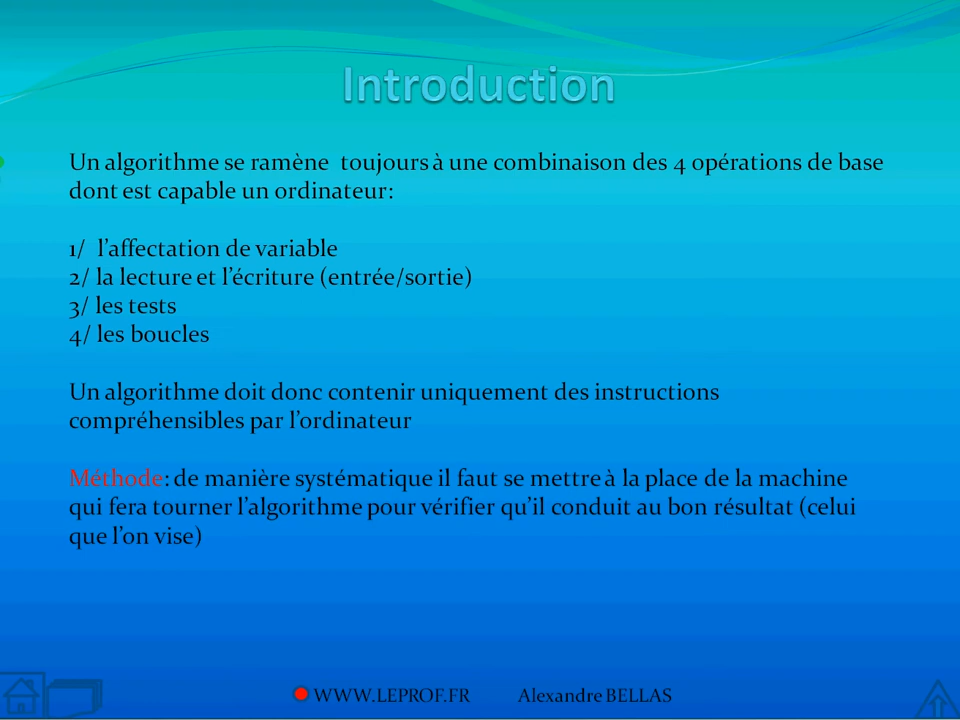 Introduction
Un algorithme se ramène toujours à une combinaison des 4 opérations de base
dont est capable un ordinateur:
1/ l’affectation de variable
2/ la lecture et l’écriture (entrée/sortie)
3/ les tests
4/ les boucles
Un algorithme doit donc contenir uniquement des instructions
compréhensibles par l’ordinateur
Méthode: de manière systématique il faut se mettre à la place de la machine
qui fera tourner l’algorithme pour vérifier qu’il conduit au bon résultat (celui
que l’on vise)
WWW.LEPROF.FR Alexandre BELLAS